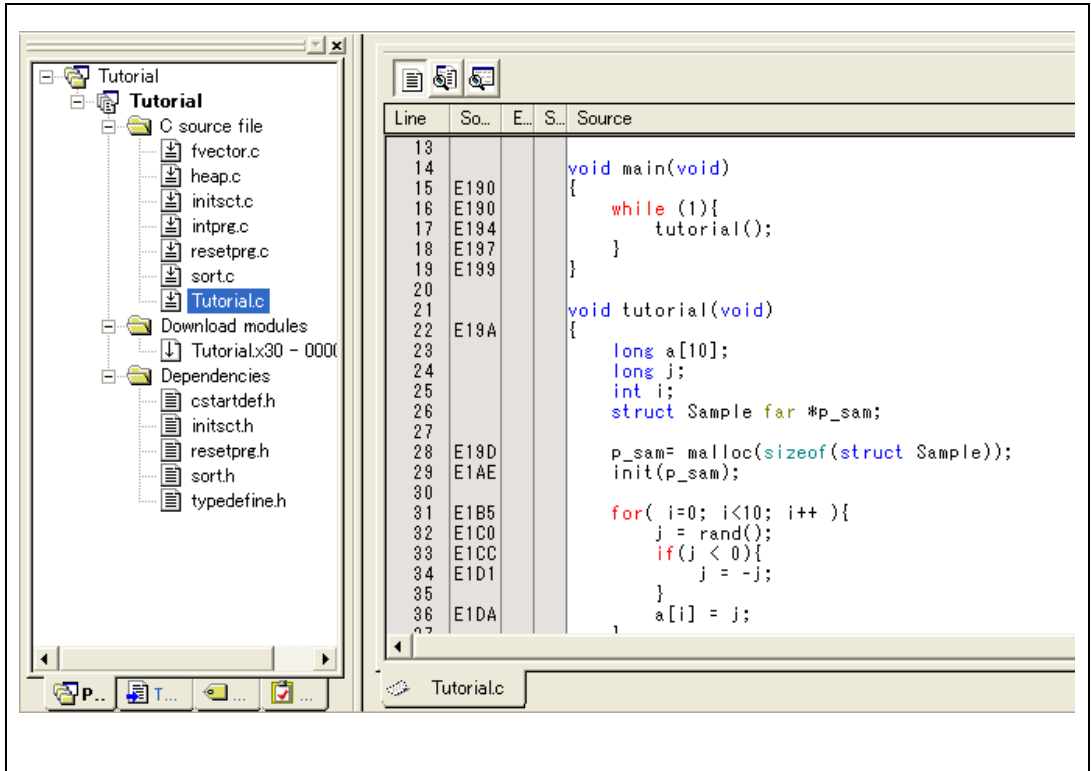 Tutorial
Tutorial
C source file
fvector.c
heap.c
initsct.c
intprg.c
resetprg.c
sort.c
Tutorial.c
Download modules
Tutorial.x30 - 000(
Dependencies
cstartdef.h
initsct.h
resetprg.h
sort.h
typedefine.h
P.. T... ... ...
Line So... E.. S.. Source
13
14 void main(void)
15 E190 {
16 E190 while (1){
17 E194 tutorial();
18 E197 }
19 E199 }
20
21 void tutorial(void)
22 E19A {
23 long a[10];
24 long j;
25 int i;
26 struct Sample far *p_sam;
27
28 E19D p_sam= malloc(sizeof(struct Sample));
29 E1AE init(p_sam);
30
31 E1B5 for( i=0; i<10; i++ ){
32 E1C0 j = rand();
33 E1CC if(j < 0){
34 E1D1 j = -j;
35 }
36 E1DA a[i] = j;
37 }
Tutorial.c